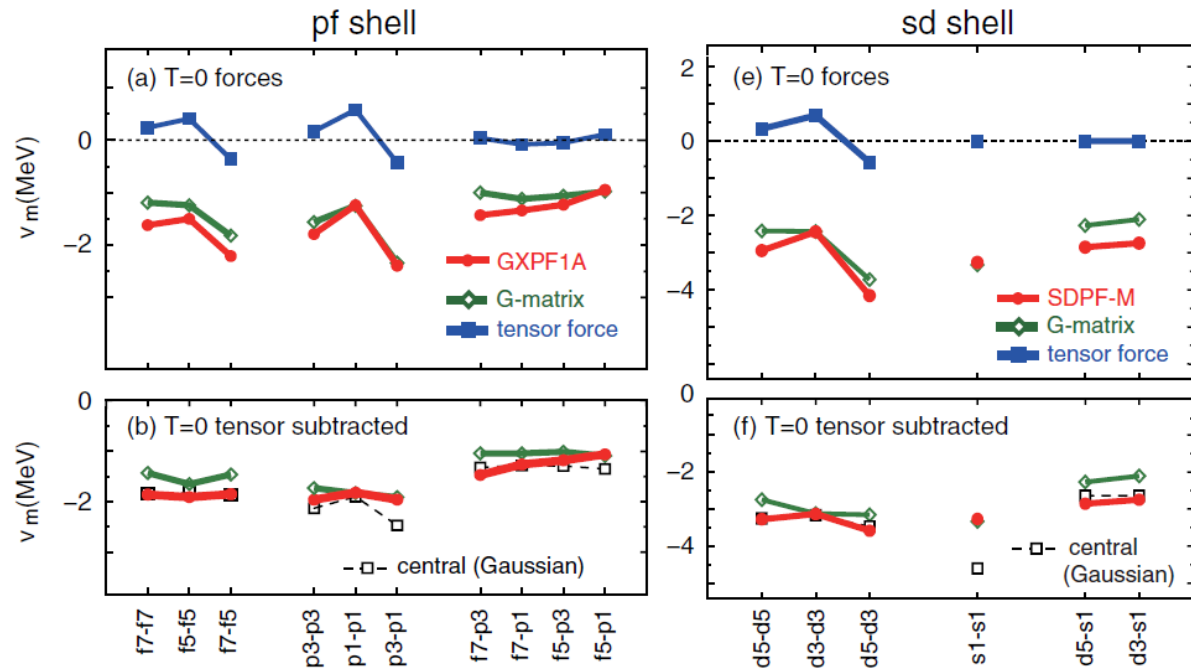 pf shell
sd shell
(a) T=0 forces
0
−2
v m(MeV)
GXPF1A
G-matrix
tensor force
(e) T=0 forces
2
0
−2
−4
SDPF-M
G-matrix
tensor force
(b) T=0 tensor subtracted
0
−2
v m(MeV)
central (Gaussian)
f7-f7
f5-f5
f7-f5
p3-p3
p1-p1
p3-p1
f7-p3
f7-p1
f5-p3
f5-p1
(f) T=0 tensor subtracted
0
−2
−4
central
(Gaussian)
d5-d5
d3-d3
d5-d3
s1-s1
d5-s1
d3-s1